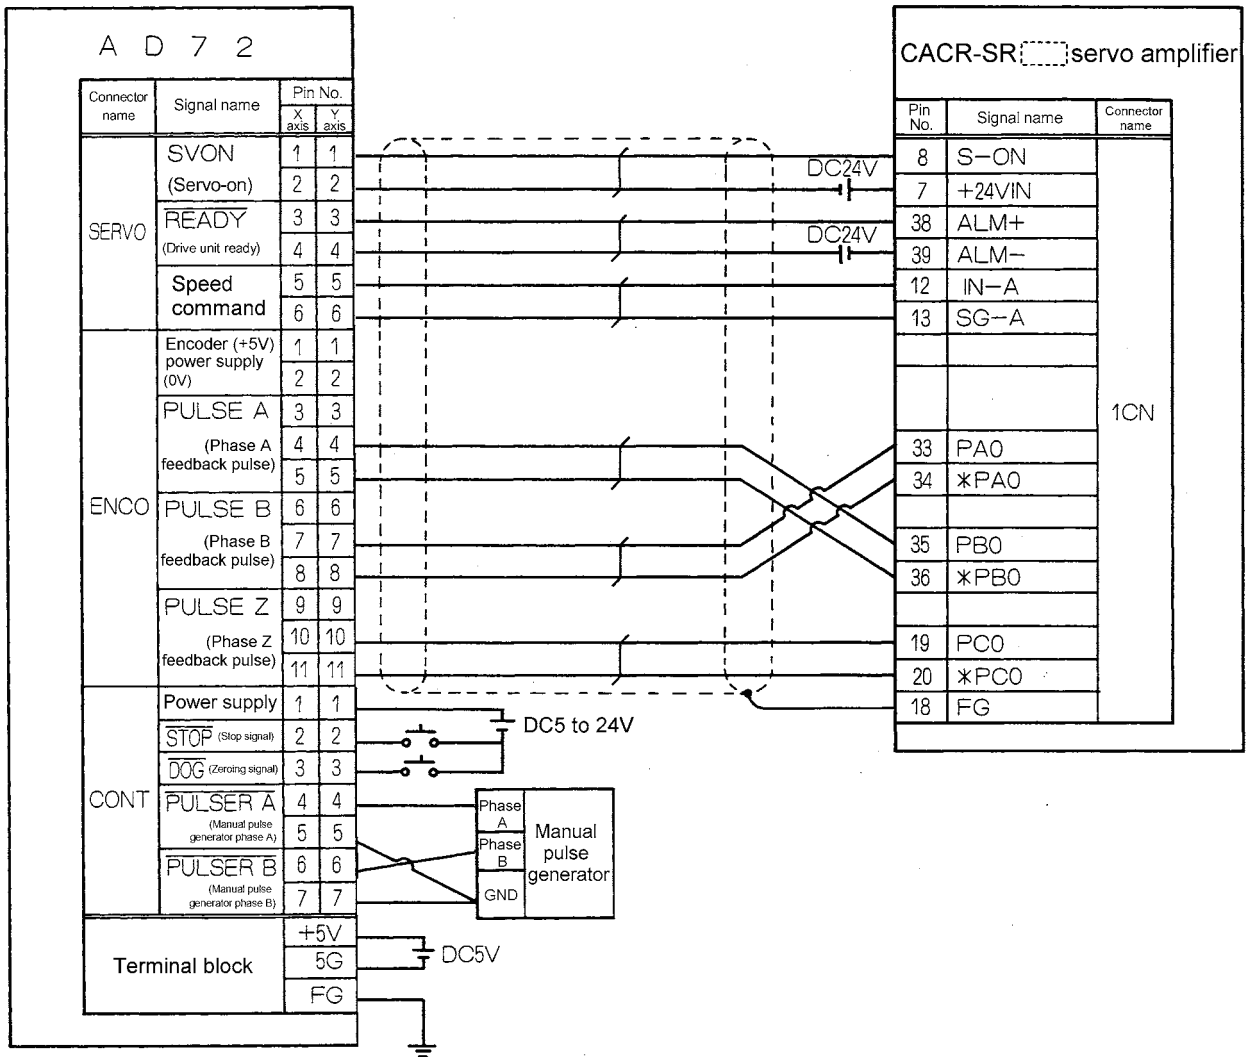 A D 7 2
Connector name | Signal name | Pin No. X axis | Y axis
SERVO
SVON 1 1
(Servo-on) 2 2
READY 3 3
(Drive unit ready) 4 4
Speed 5 5
command 6 6
ENCO
Encoder (+5V) 1 1
power supply
(0V) 2 2
PULSE A 3 3
(Phase A 4 4
feedback pulse) 5 5
PULSE B 6 6
(Phase B 7 7
feedback pulse) 8 8
PULSE Z 9 9
(Phase Z 10 10
feedback pulse) 11 11
CONT
Power supply 1 1
STOP (Stop signal) 2 2
DOG (Zeroing signal) 3 3
PULSER A 4 4
(Manual pulse
generator phase A) 5 5
PULSER B 6 6
(Manual pulse
generator phase B) 7 7
Terminal block
+5V
5G
FG
DC24V
DC24V
DC5 to 24V
Phase A
Phase B
GND
Manual
pulse
generator
DC5V
CACR-SR servo amplifier
Pin No. | Signal name | Connector name
8 S-ON
7 +24VIN
38 ALM+
39 ALM-
12 IN-A
13 SG-A
1CN
33 PAO
34 *PAO
35 PBO
36 *PBO
19 PCO
20 *PCO
18 FG